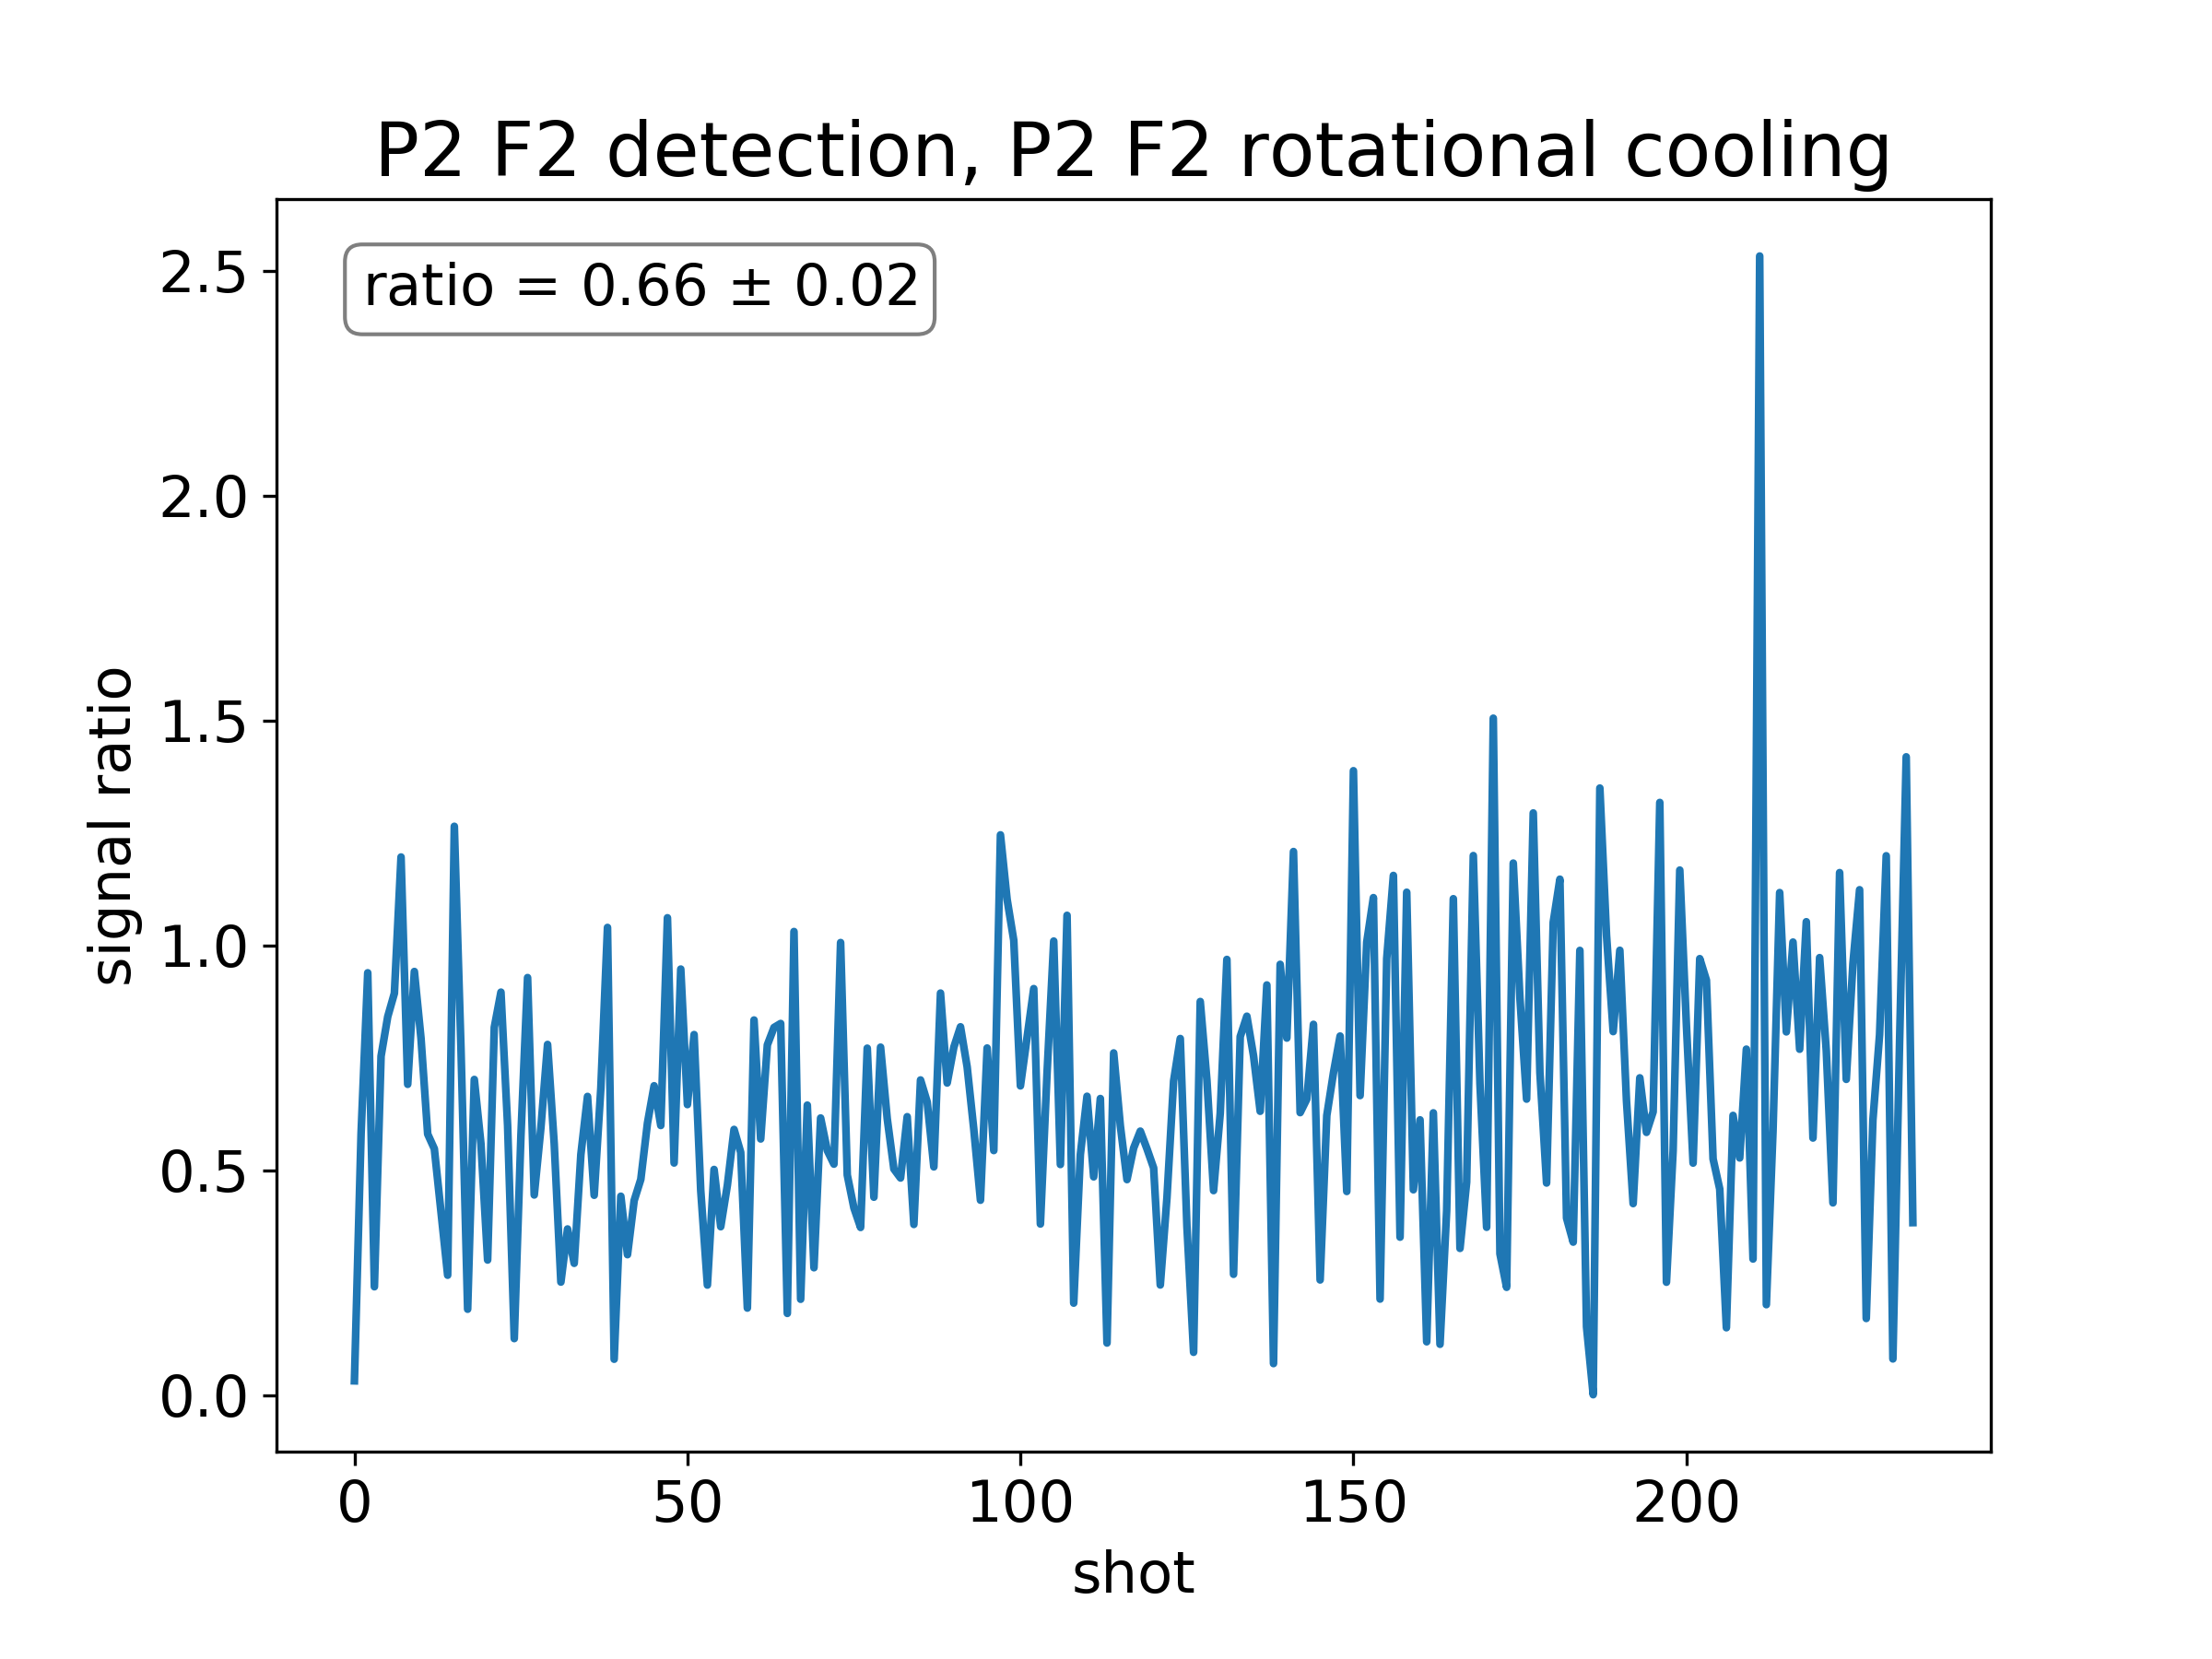 P2 F2 detection, P2 F2 rotational cooling
ratio = 0.66 ± 0.02
signal ratio
2.5
2.0
1.5
1.0
0.5
0.0
0 50 100 150 200
shot